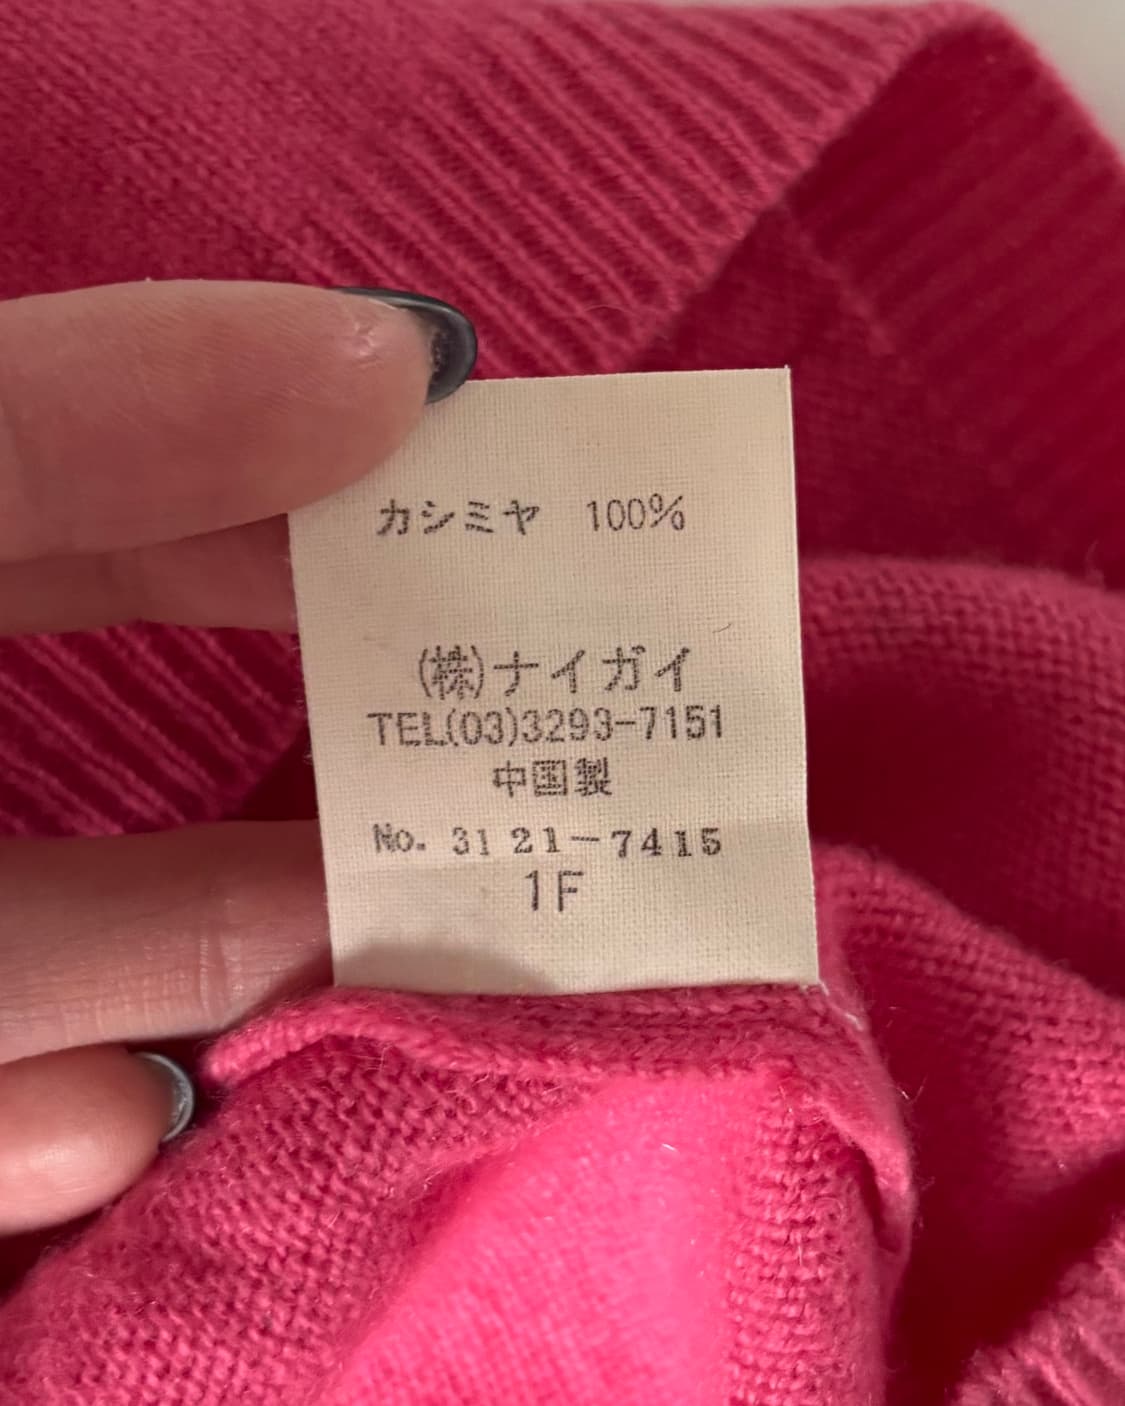 カシミヤ 100%
(株)ナイガイ
TEL(03)3293-7151
中国製
No. 3121-7415
1F